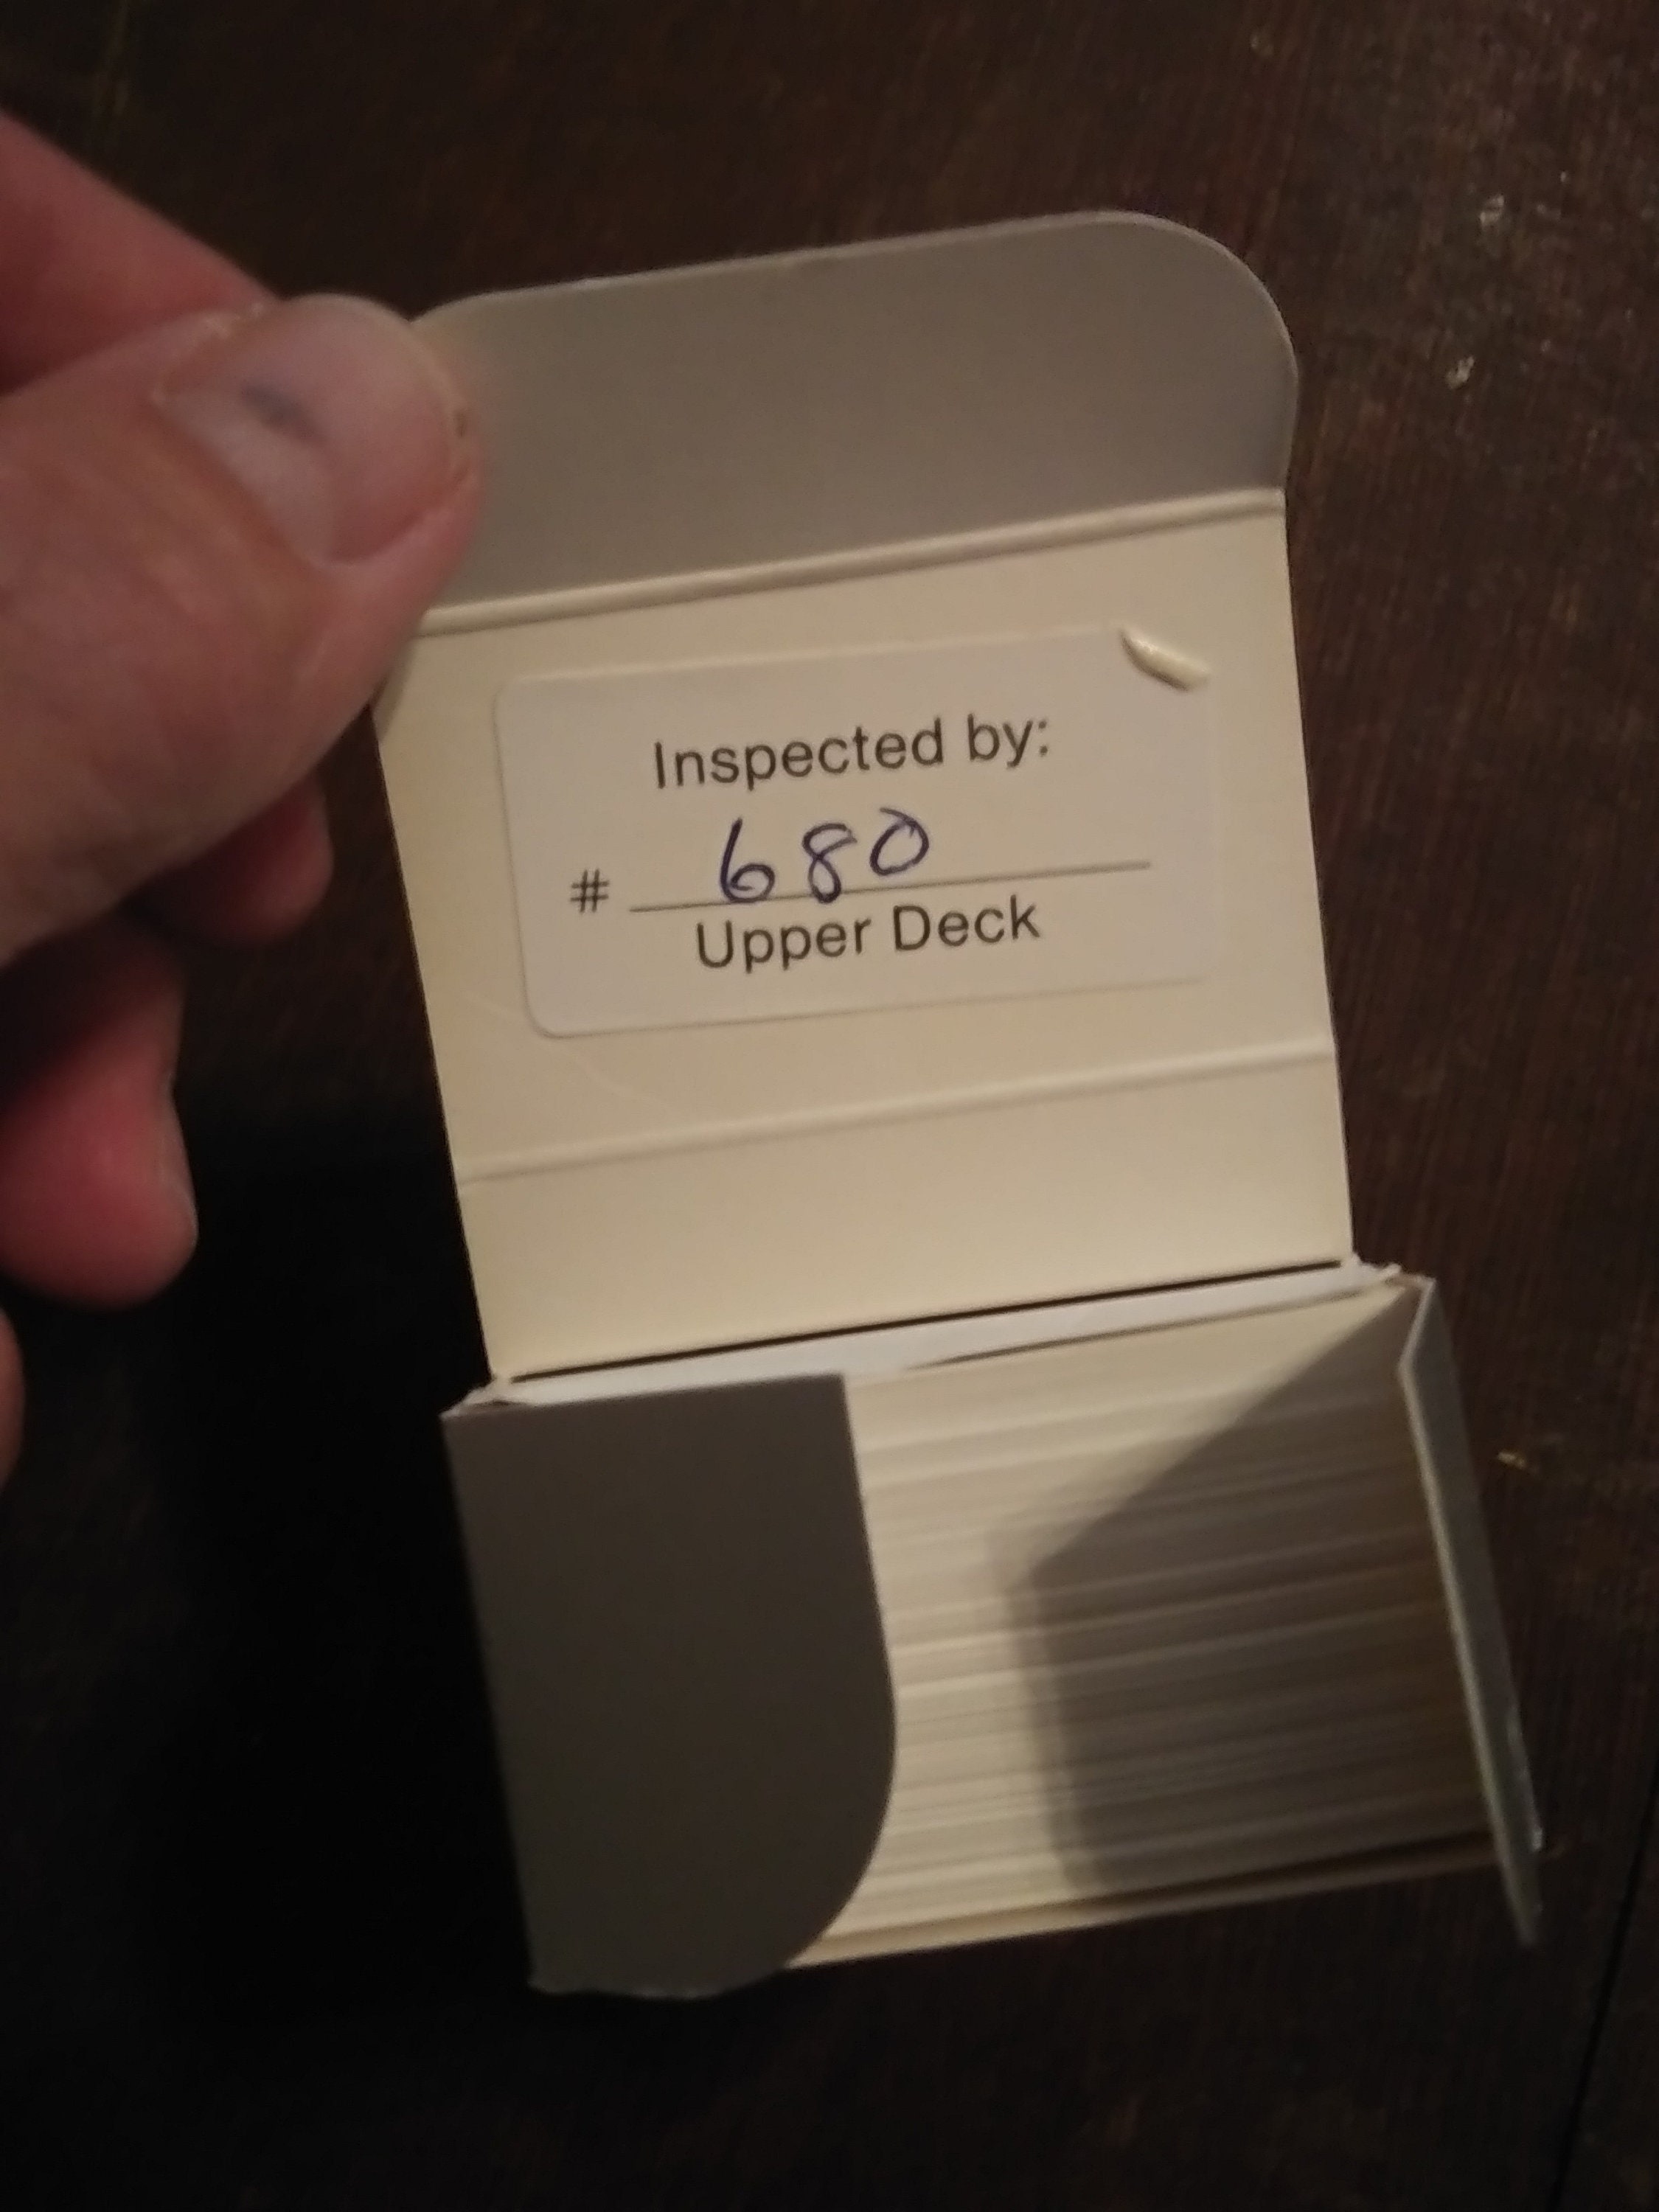 Inspected by:
# 680
Upper Deck